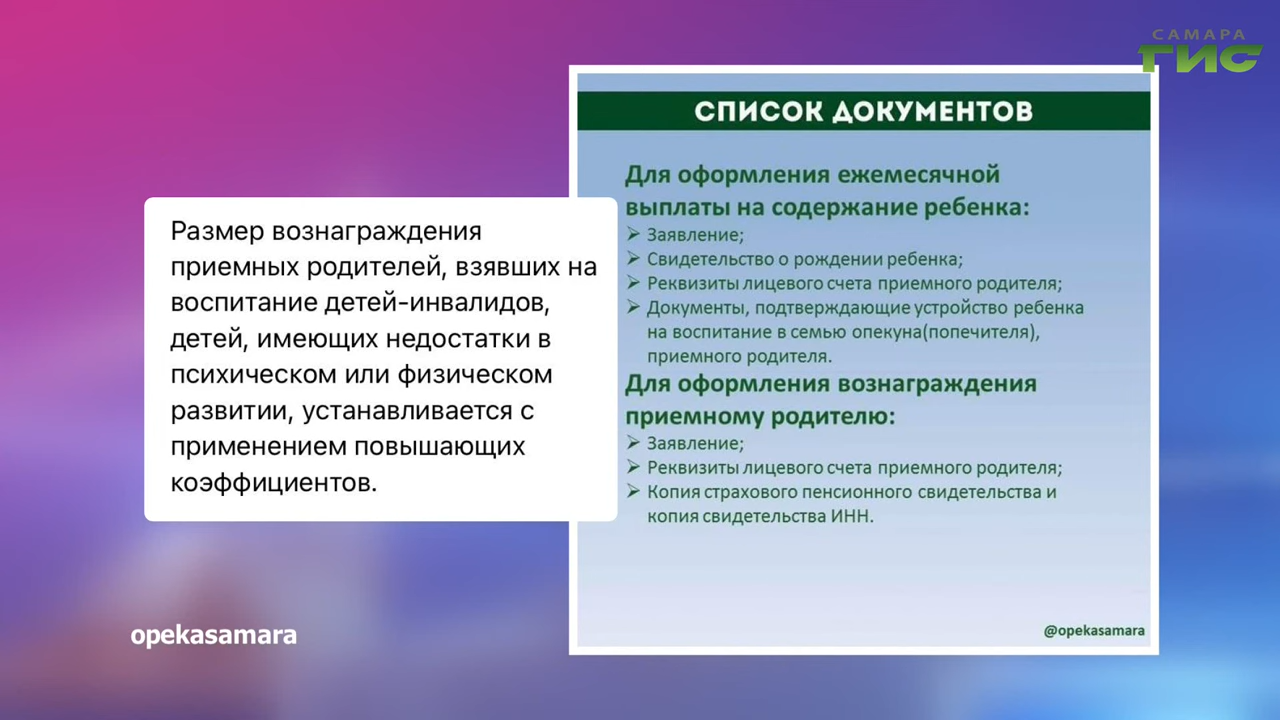 САМАРА
ГИС
СПИСОК ДОКУМЕНТОВ
Для оформления ежемесячной
выплаты на содержание ребенка:
Заявление;
Свидетельство о рождении ребенка;
Реквизиты лицевого счета приемного родителя;
Документы, подтверждающие устройство ребенка
на воспитание в семью опекуна(попечителя),
приемного родителя.
Для оформления вознаграждения
приемному родителю:
Заявление;
Реквизиты лицевого счета приемного родителя;
Копия страхового пенсионного свидетельства и
копия свидетельства ИНН.
@opekasamara
Размер вознаграждения
приемных родителей, взявших на
воспитание детей-инвалидов,
детей, имеющих недостатки в
психическом или физическом
развитии, устанавливается с
применением повышающих
коэффициентов.
opekasamara